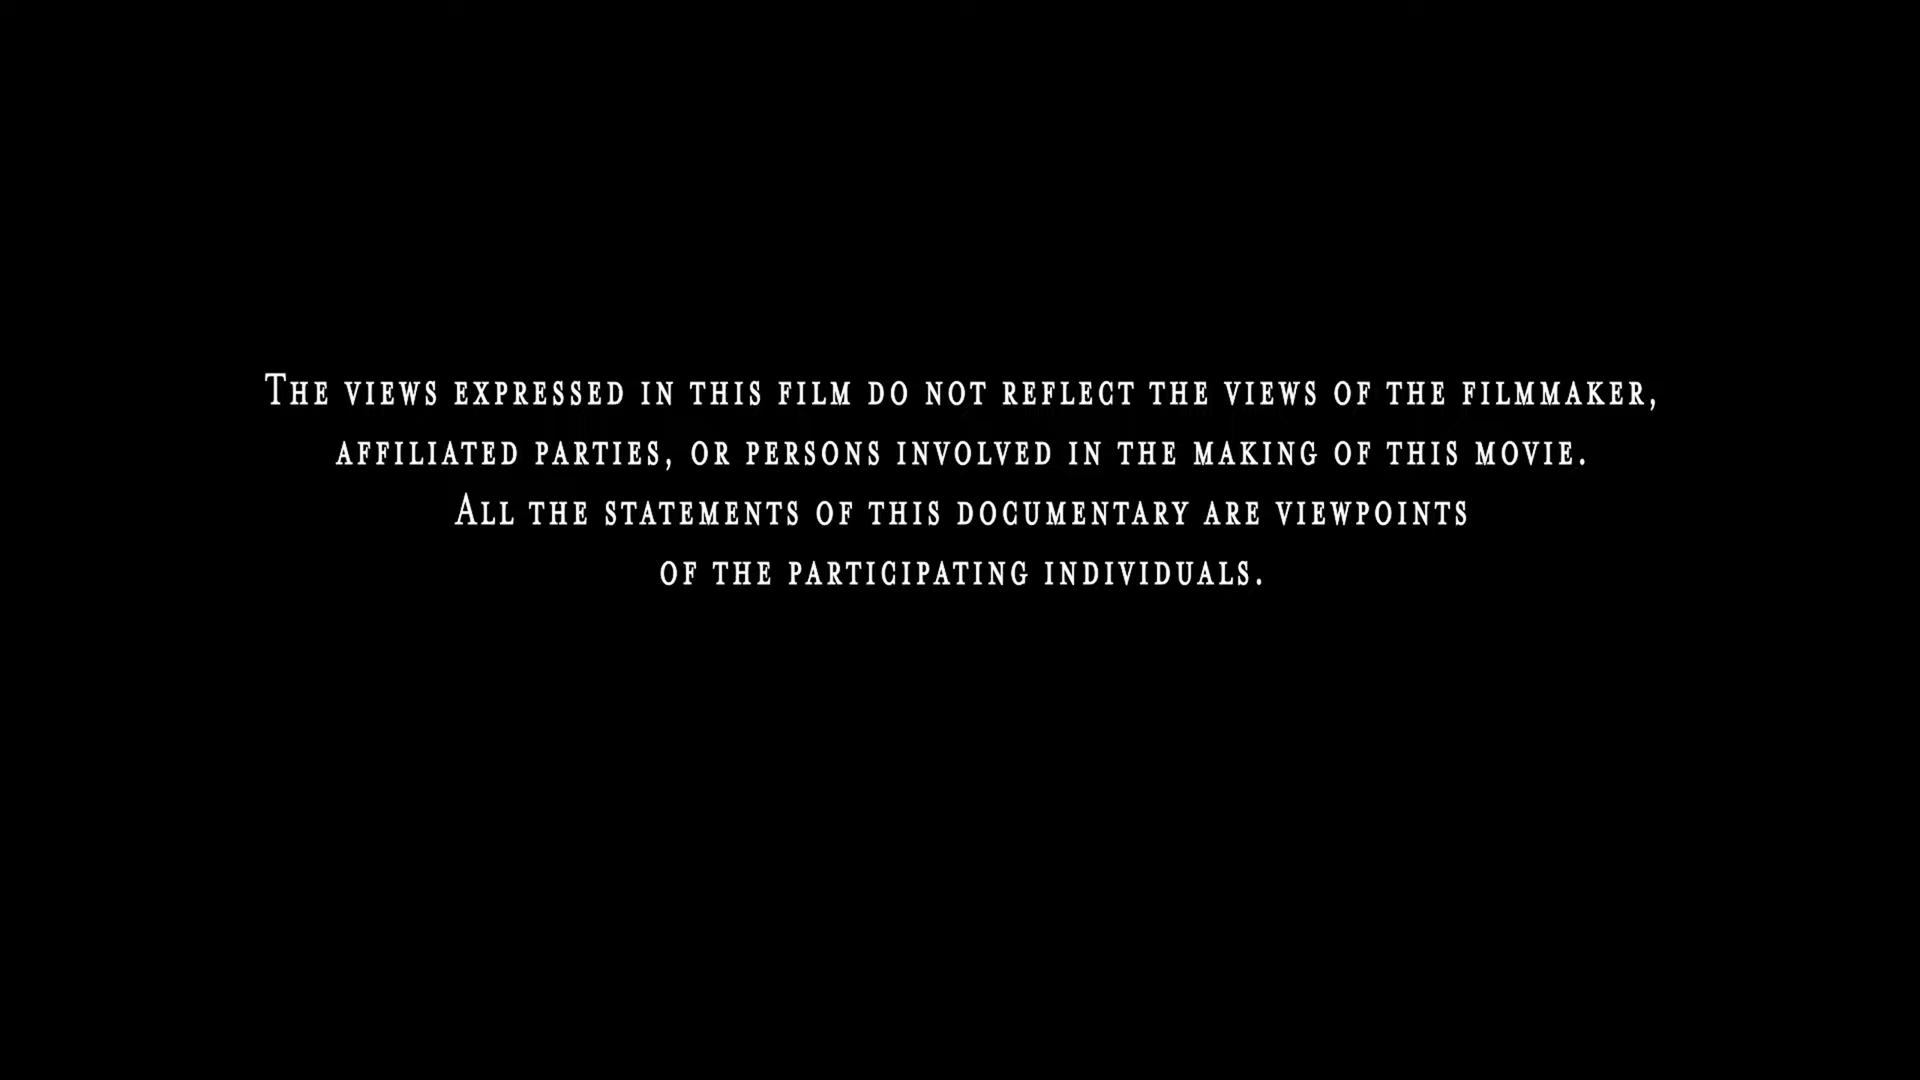 The views expressed in this film do not reflect the views of the filmmaker,
affiliated parties, or persons involved in the making of this movie.
All the statements of this documentary are viewpoints
of the participating individuals.